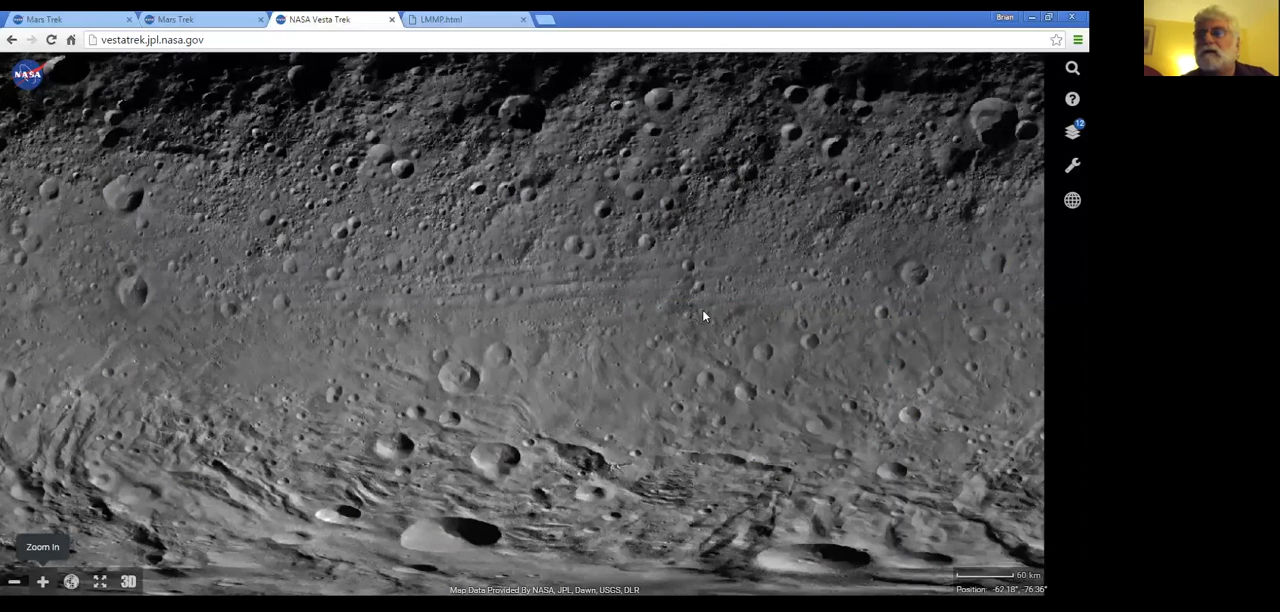 Mars Trek
Mars Trek
NASA Vesta Trek
LMMP.html
Brian
vestatrek.jpl.nasa.gov
NASA
12
Zoom In
3D
Map Data Provided By NASA, JPL, Dawn, USGS, DLR
60 km
Position: -62.18°, -76.36°